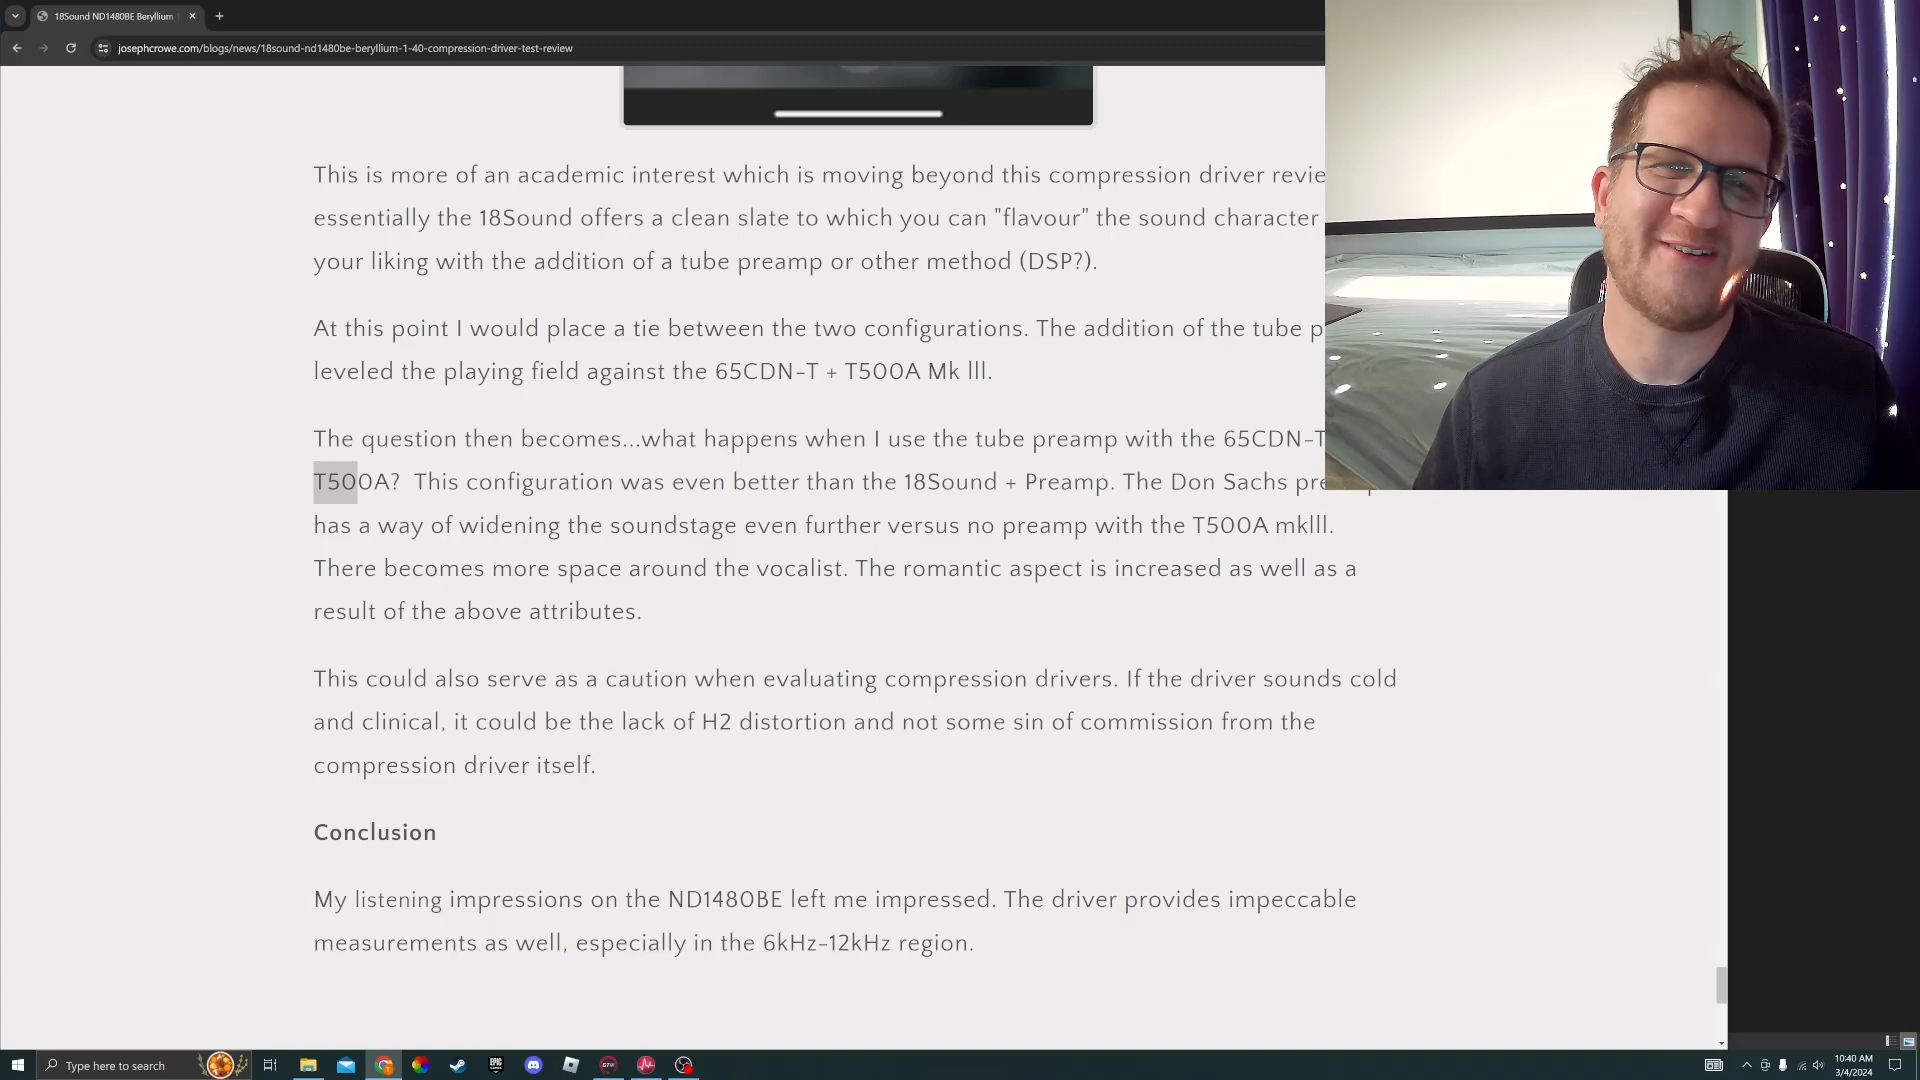 18Sound ND1480BE Beryllium
josephcrowe.com/blogs/news/18sound-nd1480be-beryllium-1-40-compression-driver-test-review
This is more of an academic interest which is moving beyond this compression driver revie
essentially the 18Sound offers a clean slate to which you can "flavour" the sound character
your liking with the addition of a tube preamp or other method (DSP?).
At this point I would place a tie between the two configurations. The addition of the tube p
leveled the playing field against the 65CDN-T + T500A Mk lll.
The question then becomes...what happens when I use the tube preamp with the 65CDN-T
T500A? This configuration was even better than the 18Sound + Preamp. The Don Sachs pre p
has a way of widening the soundstage even further versus no preamp with the T500A mklll.
There becomes more space around the vocalist. The romantic aspect is increased as well as a
result of the above attributes.
This could also serve as a caution when evaluating compression drivers. If the driver sounds cold
and clinical, it could be the lack of H2 distortion and not some sin of commission from the
compression driver itself.
Conclusion
My listening impressions on the ND1480BE left me impressed. The driver provides impeccable
measurements as well, especially in the 6kHz-12kHz region.
Type here to search
EPIC GAMES
10:40 AM
3/4/2024